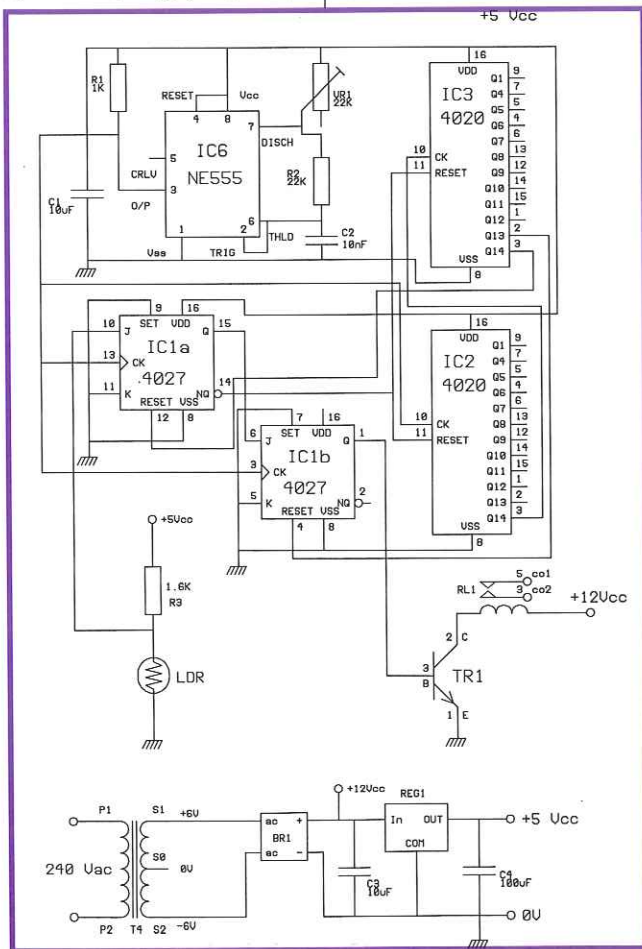 +5 Vcc
R1
1K
RESET
4
Vcc
8
VR1
22K
7
DISCH
IC6
NE555
5
CRLV
3
O/P
R2
22K
6
THLD
C1
10uF
1
Vss
2
TRIG
C2
10nF
16
VDD
IC3
4020
10 CK
11 RESET
Q1 9
Q4 7
Q5 5
Q6 4
Q7 6
Q8 13
Q9 12
Q10 14
Q11 15
Q12 1
Q13 2
Q14 3
VSS
8
9 16
SET VDD
10 J
Q 15
IC1a
13 CK
4027
11 K
NQ 14
RESET VSS
12 8
7 16
SET VDD
6 J
Q 1
IC1b
3 CK
4027
5 K
NQ 2
RESET VSS
4 8
16
VDD
IC2
4020
10 CK
11 RESET
Q1 9
Q4 7
Q5 5
Q6 4
Q7 6
Q8 13
Q9 12
Q10 14
Q11 15
Q12 1
Q13 2
Q14 3
VSS
8
+5Vcc
1.6K
R3
LDR
RL1
5 co1
3 co2
+12Vcc
2 C
3
B
TR1
1 E
P1
S1
+6V
240 Vac
S0
0V
P2
T4
S2
-6V
ac +
BR1
ac -
+12Vcc
REG1
In OUT
COM
C3
10uF
C4
100uF
+5 Vcc
0V